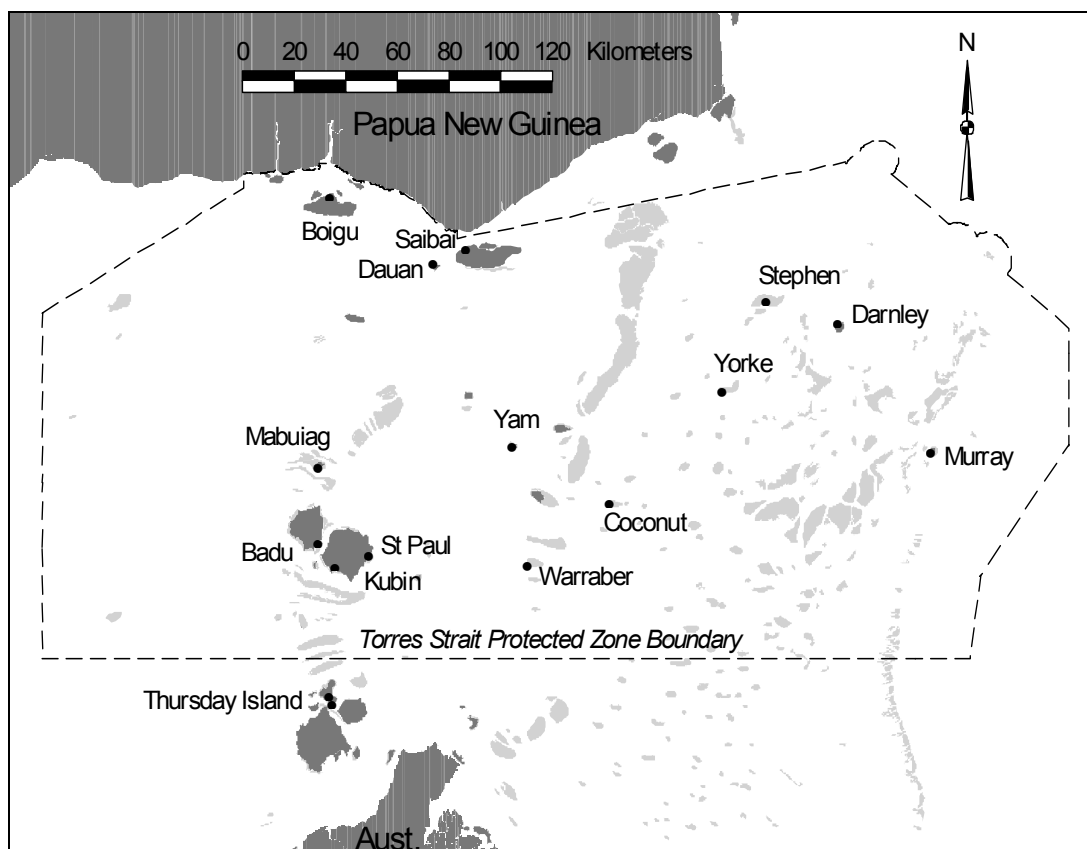 0 20 40 60 80 100 120 Kilometers
N
Papua New Guinea
Boigu
Saibai
Dauan
Stephen
Darnley
Yorke
Yam
Mabuiag
Murray
Coconut
Badu
St Paul
Kubin
Warraber
Torres Strait Protected Zone Boundary
Thursday Island
Aust.